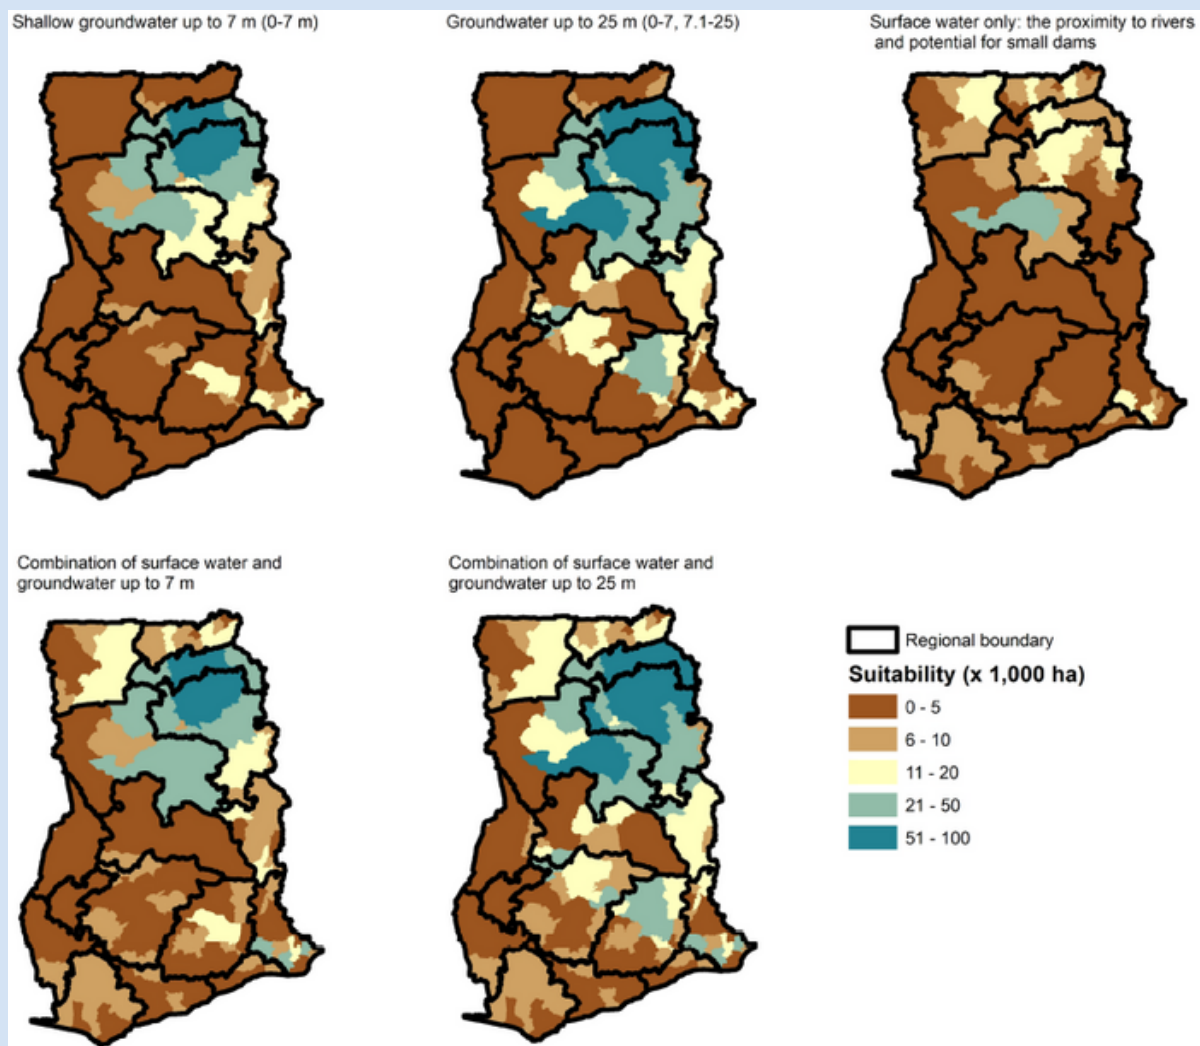 Shallow groundwater up to 7 m (0-7 m)
Groundwater up to 25 m (0-7, 7.1-25)
Surface water only: the proximity to rivers
and potential for small dams
Combination of surface water and
groundwater up to 7 m
Combination of surface water and
groundwater up to 25 m
Regional boundary
Suitability (x 1,000 ha)
0 - 5
6 - 10
11 - 20
21 - 50
51 - 100